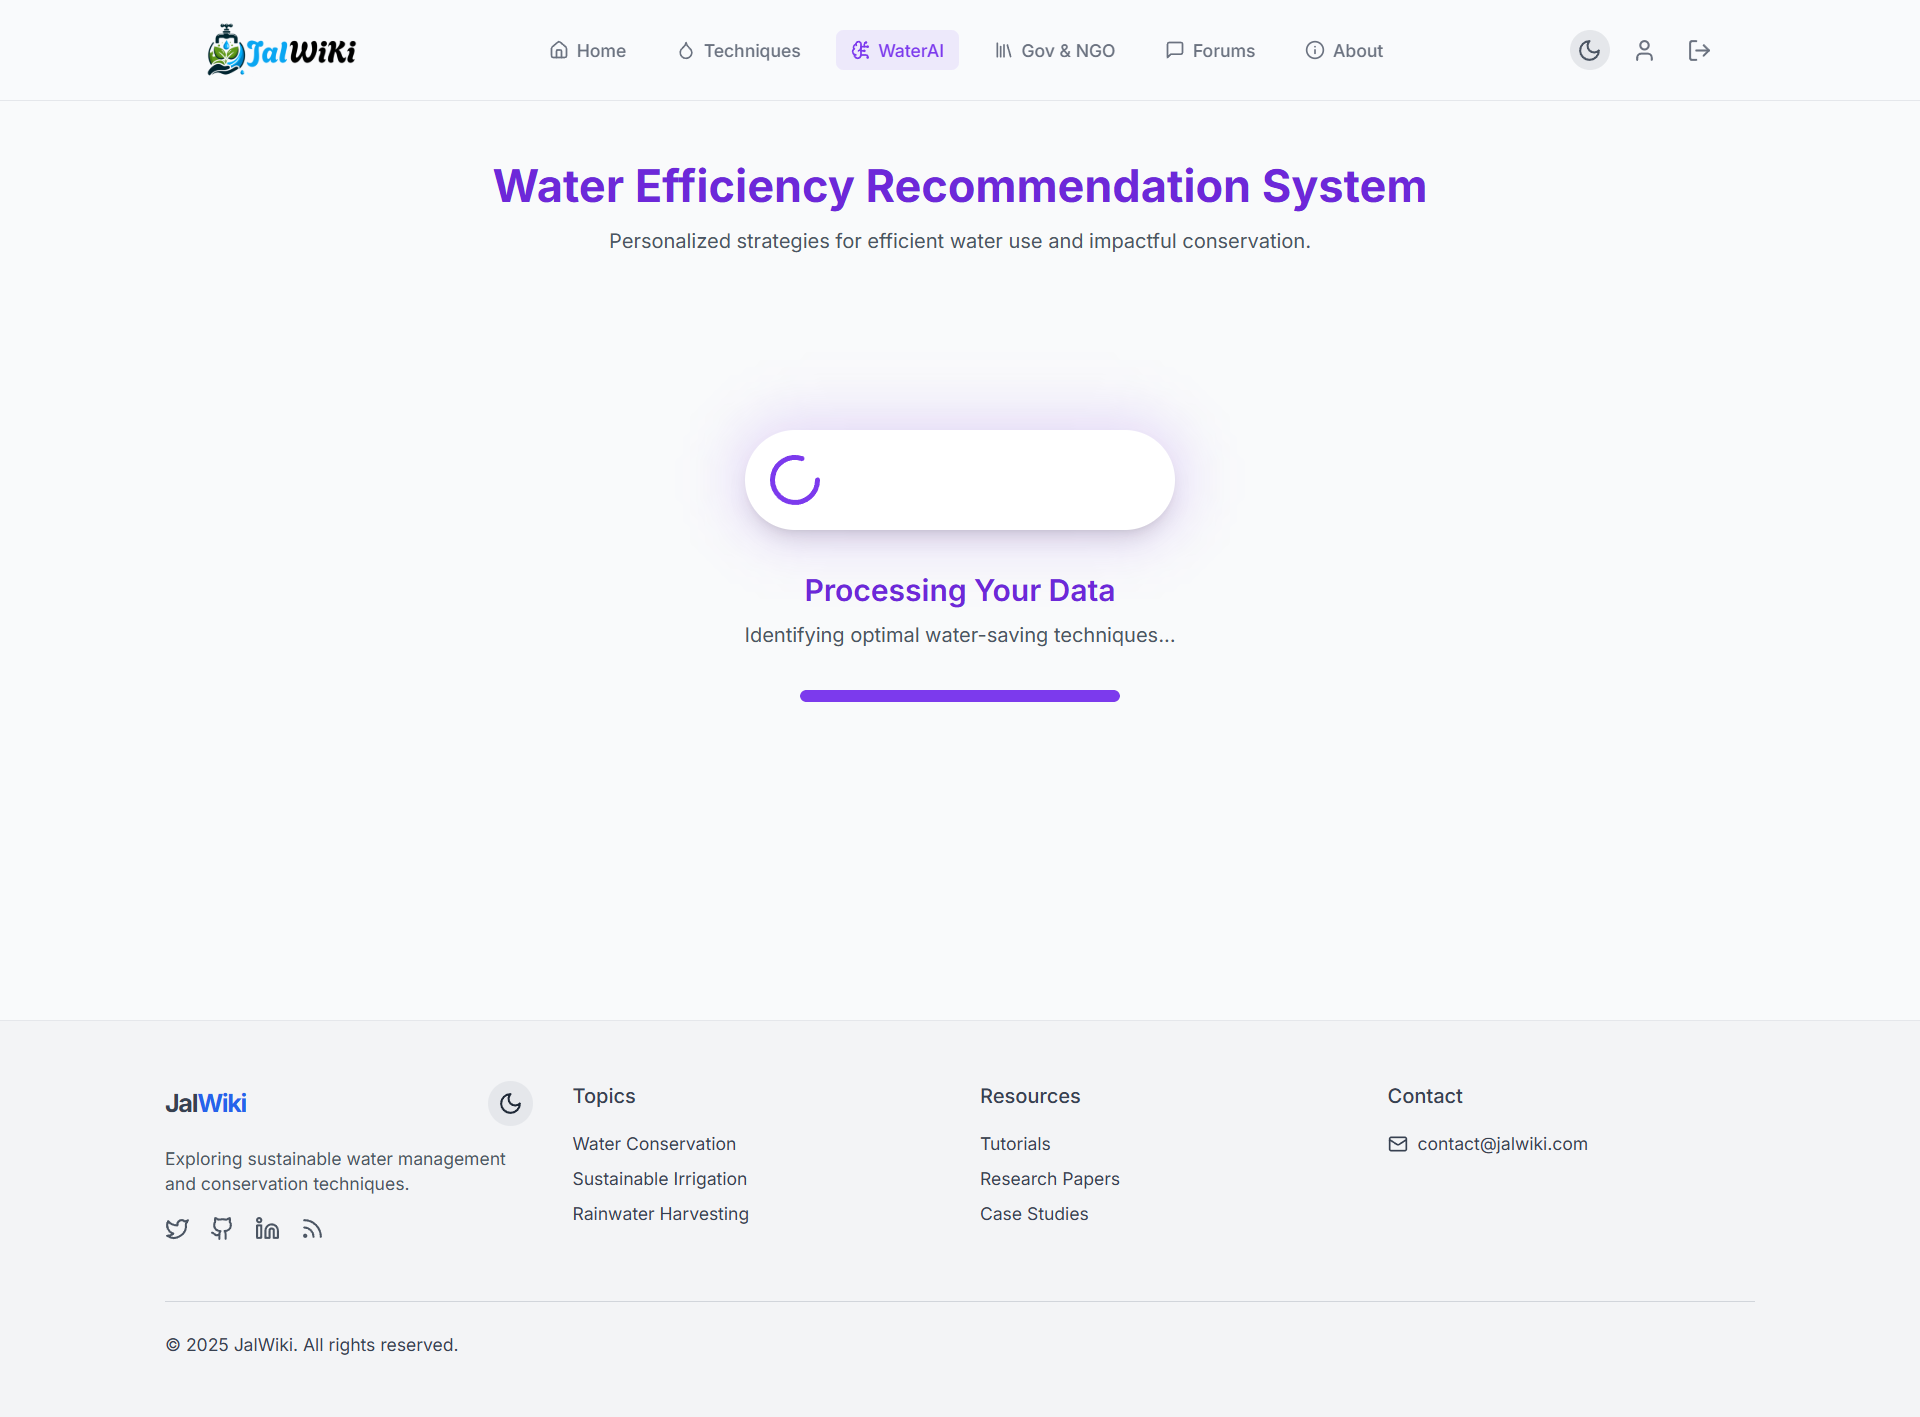 JalWiKi
Home
Techniques
WaterAI
Gov & NGO
Forums
About
Water Efficiency Recommendation System
Personalized strategies for efficient water use and impactful conservation.
Processing Your Data
Identifying optimal water-saving techniques...
JalWiki
Exploring sustainable water management
and conservation techniques.
Topics
Water Conservation
Sustainable Irrigation
Rainwater Harvesting
Resources
Tutorials
Research Papers
Case Studies
Contact
contact@jalwiki.com
© 2025 JalWiki. All rights reserved.